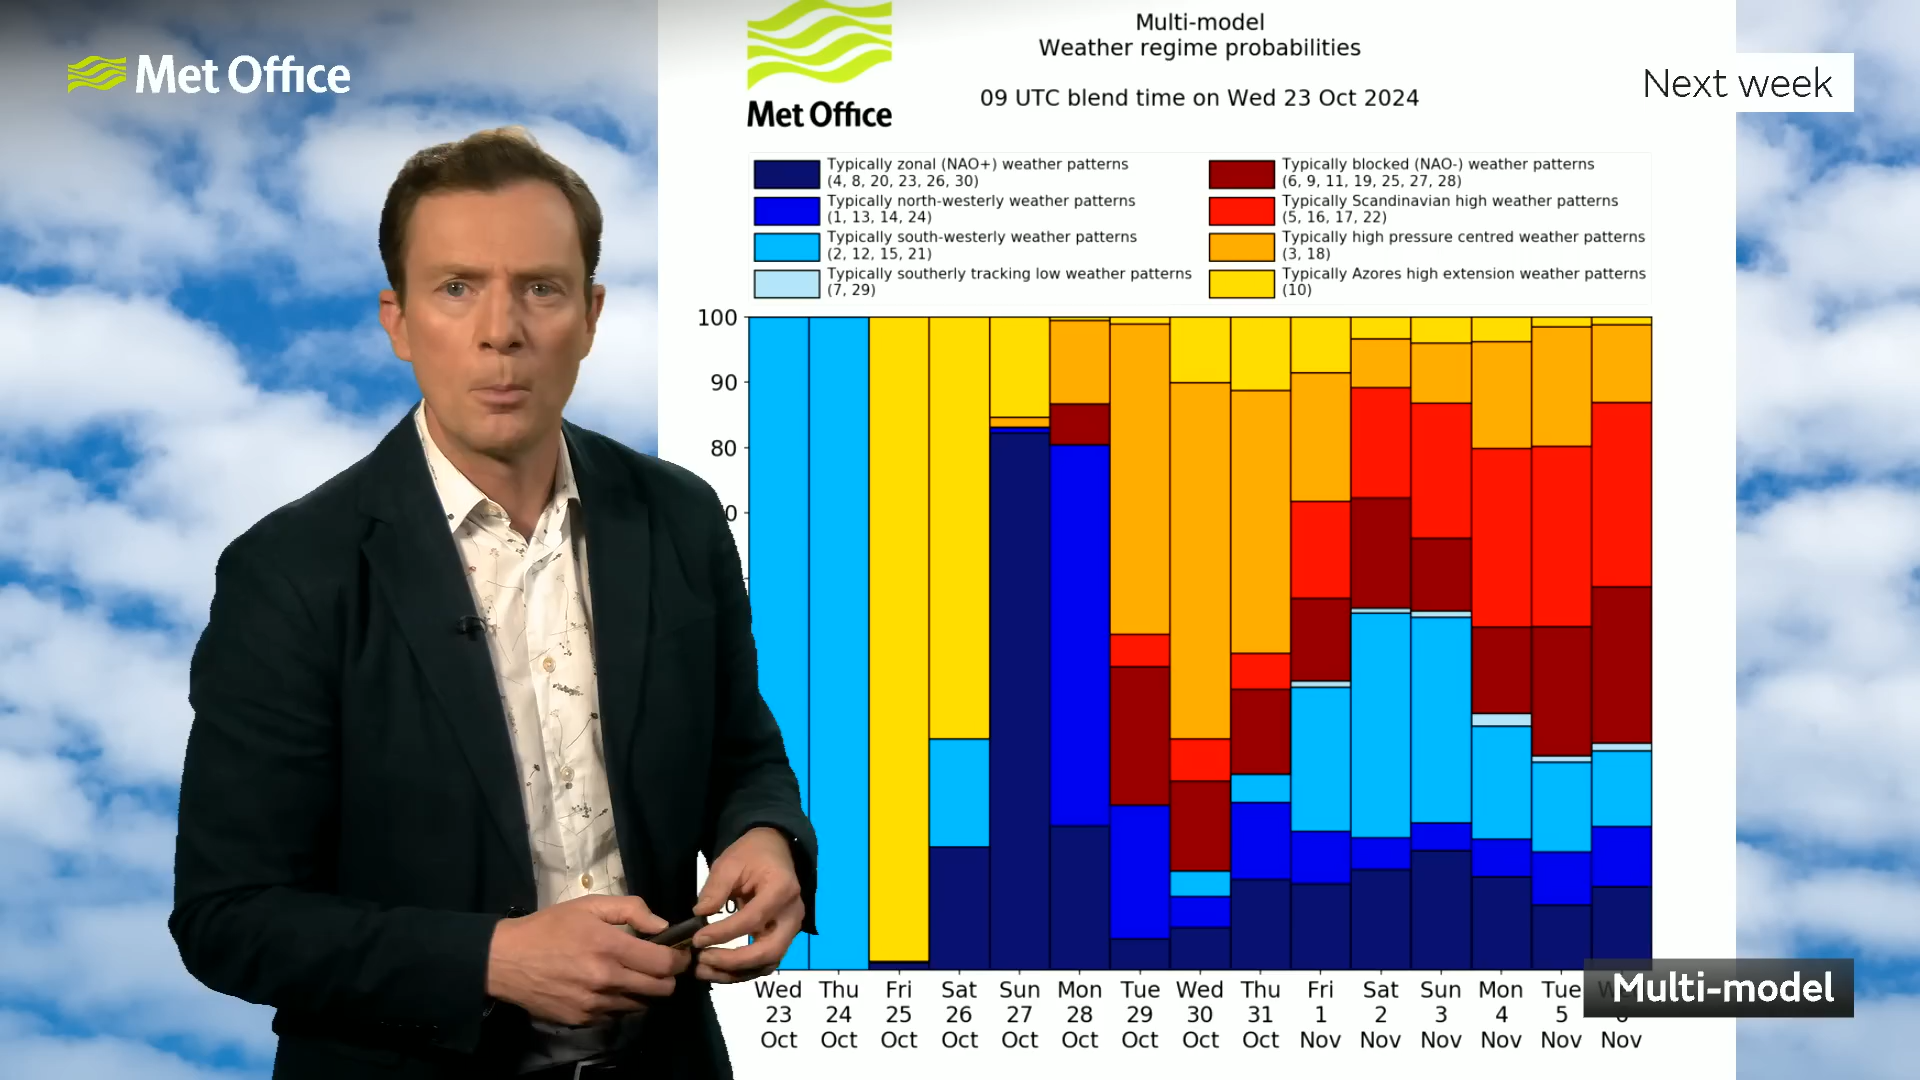 Met Office
Met Office
Multi-model
Weather regime probabilities
09 UTC blend time on Wed 23 Oct 2024
Next week
Typically zonal (NAO+) weather patterns
(4, 8, 20, 23, 26, 30)
Typically north-westerly weather patterns
(1, 13, 14, 24)
Typically south-westerly weather patterns
(2, 12, 15, 21)
Typically southerly tracking low weather patterns
(7, 29)
Typically blocked (NAO-) weather patterns
(6, 9, 11, 19, 25, 27, 28)
Typically Scandinavian high weather patterns
(5, 16, 17, 22)
Typically high pressure centred weather patterns
(3, 18)
Typically Azores high extension weather patterns
(10)
100
90
80
0
Wed Thu Fri Sat Sun Mon Tue Wed Thu Fri Sat Sun Mon Tue
23 24 25 26 27 28 29 30 31 1 2 3 4 5
Oct Oct Oct Oct Oct Oct Oct Oct Oct Nov Nov Nov Nov Nov Nov
Multi-model